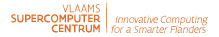 VLAAMS
SUPERCOMPUTER
CENTRUM
Innovative Computing
for a Smarter Flanders